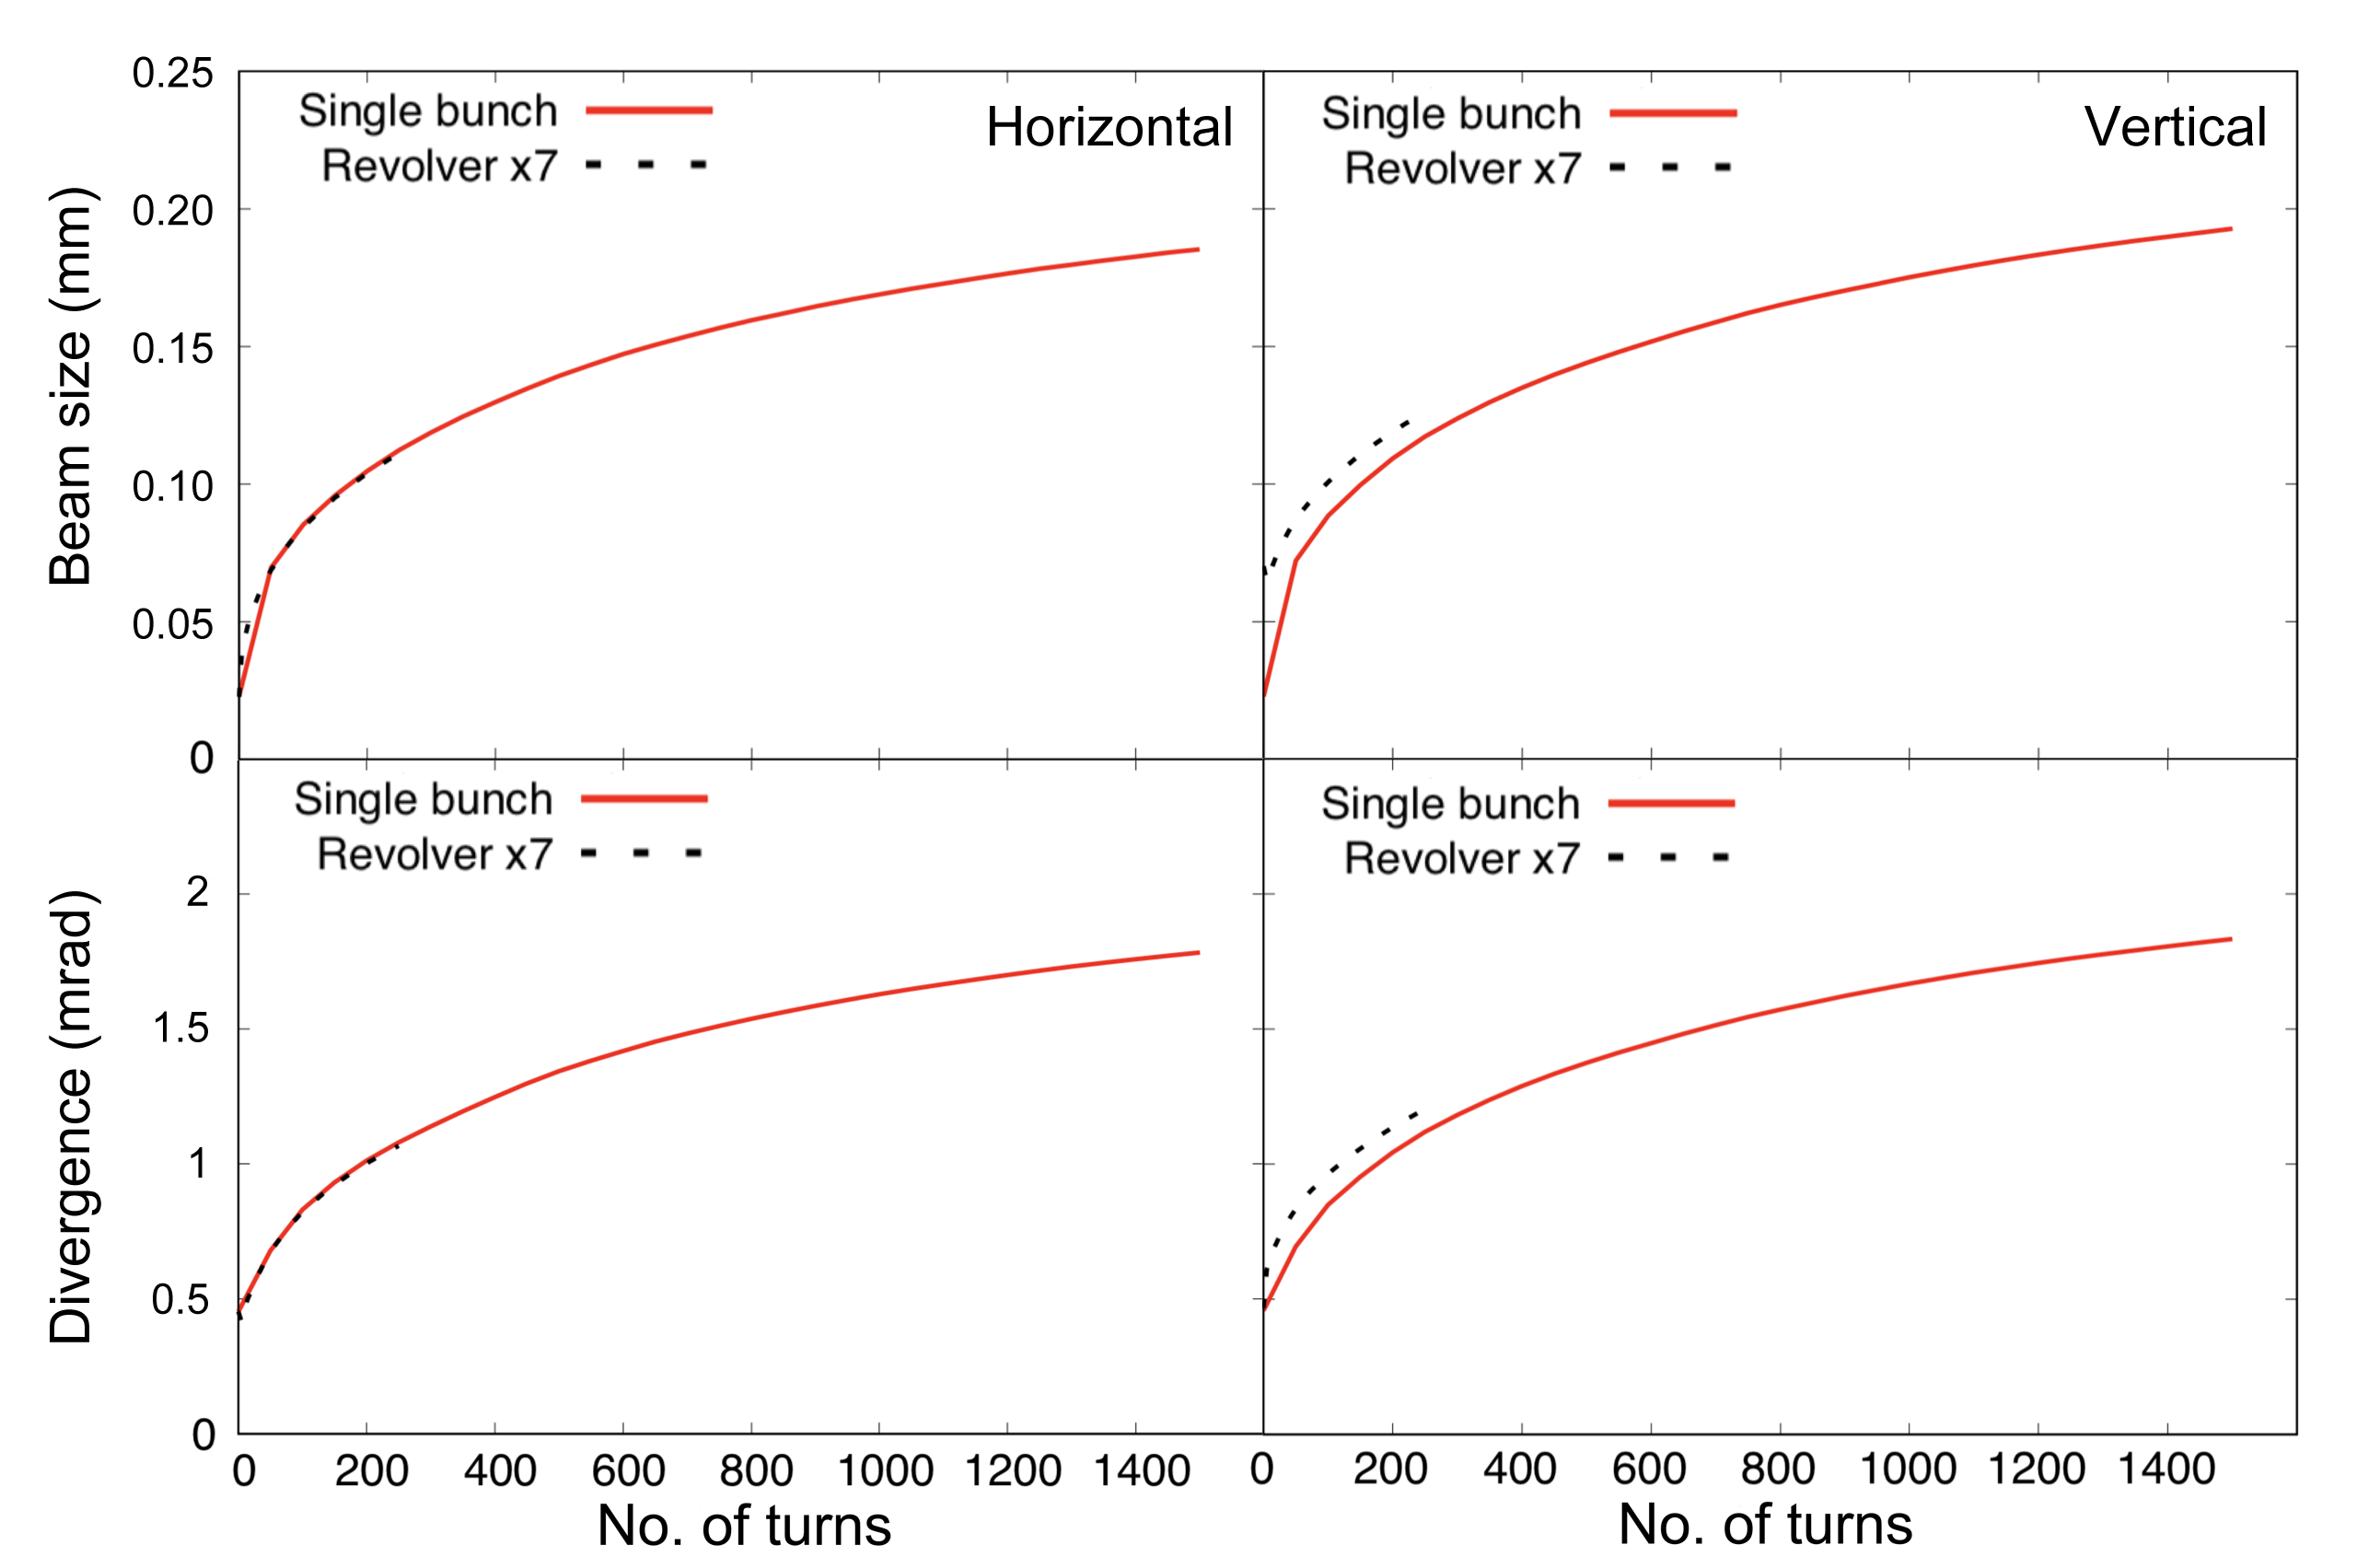 0.25
0.20
0.15
0.10
0.05
0
Beam size (mm)
Single bunch
Revolver x7
Horizontal
Single bunch
Revolver x7
Vertical
2
1.5
1
0.5
0
Divergence (mrad)
Single bunch
Revolver x7
Single bunch
Revolver x7
0 200 400 600 800 1000 1200 1400
No. of turns
0 200 400 600 800 1000 1200 1400
No. of turns